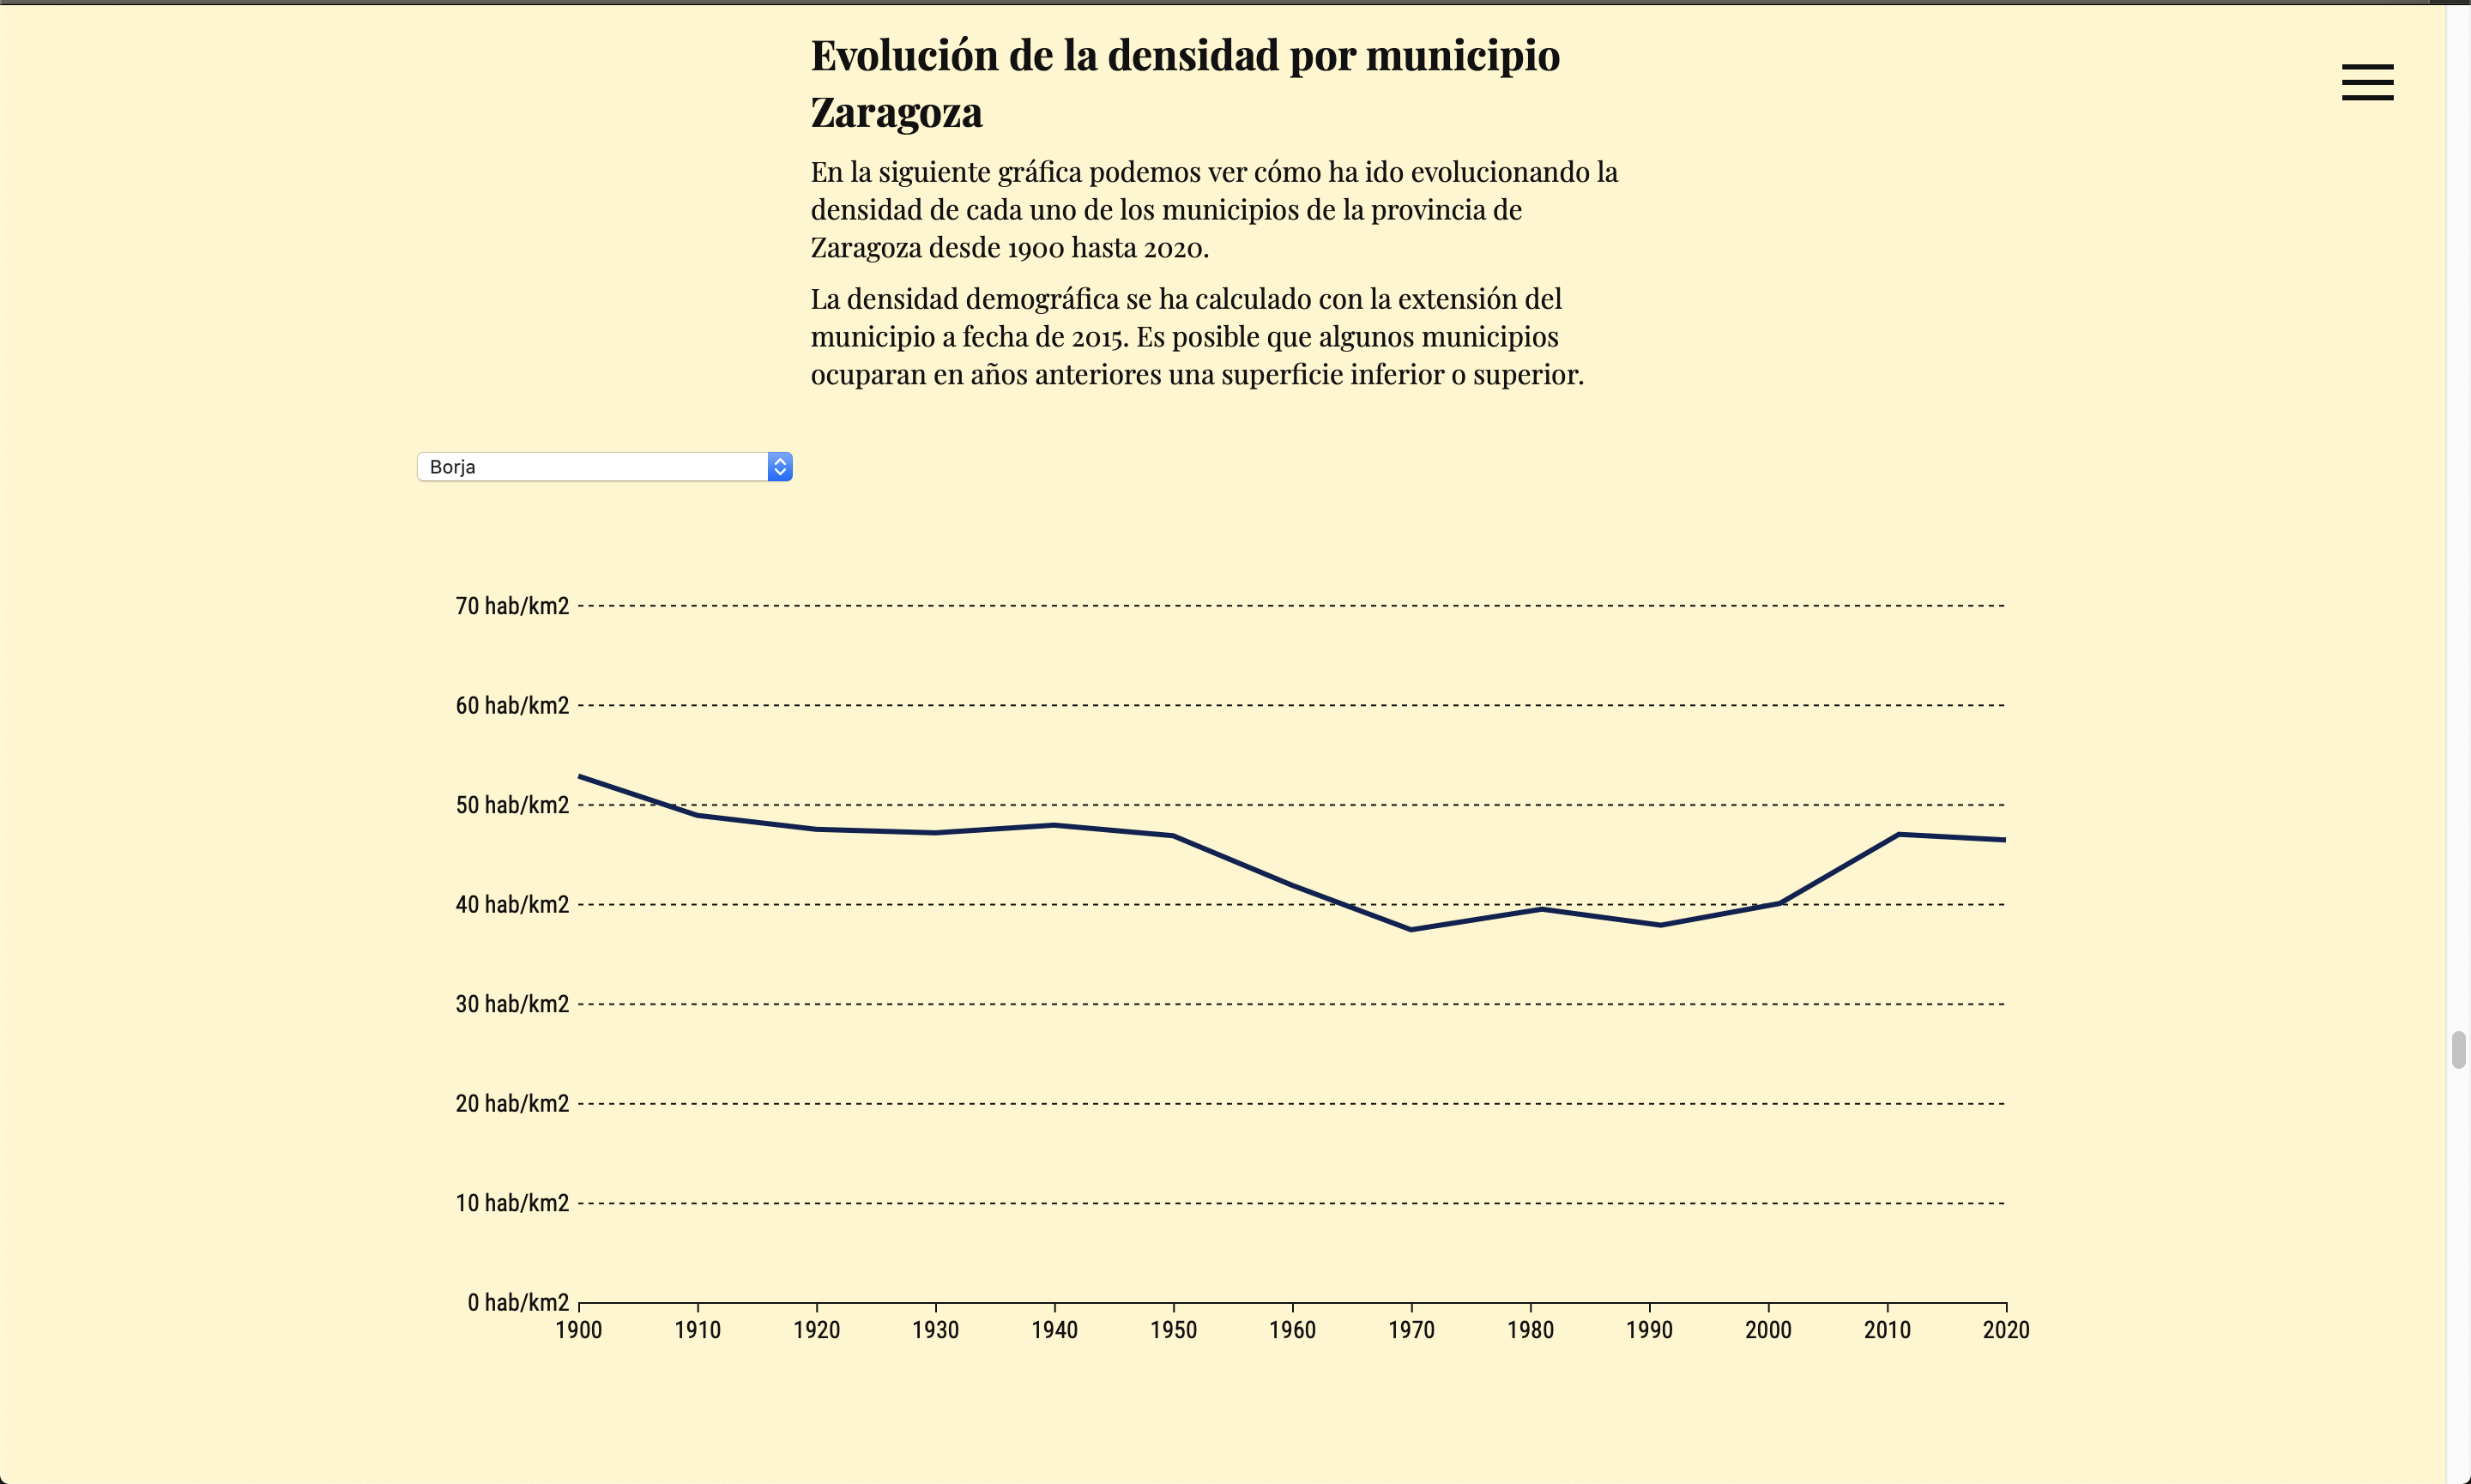 Evolución de la densidad por municipio
Zaragoza
En la siguiente gráfica podemos ver cómo ha ido evolucionando la
densidad de cada uno de los municipios de la provincia de
Zaragoza desde 1900 hasta 2020.
La densidad demográfica se ha calculado con la extensión del
municipio a fecha de 2015. Es posible que algunos municipios
ocuparan en años anteriores una superficie inferior o superior.
Borja
70 hab/km2
60 hab/km2
50 hab/km2
40 hab/km2
30 hab/km2
20 hab/km2
10 hab/km2
0 hab/km2
1900 1910 1920 1930 1940 1950 1960 1970 1980 1990 2000 2010 2020